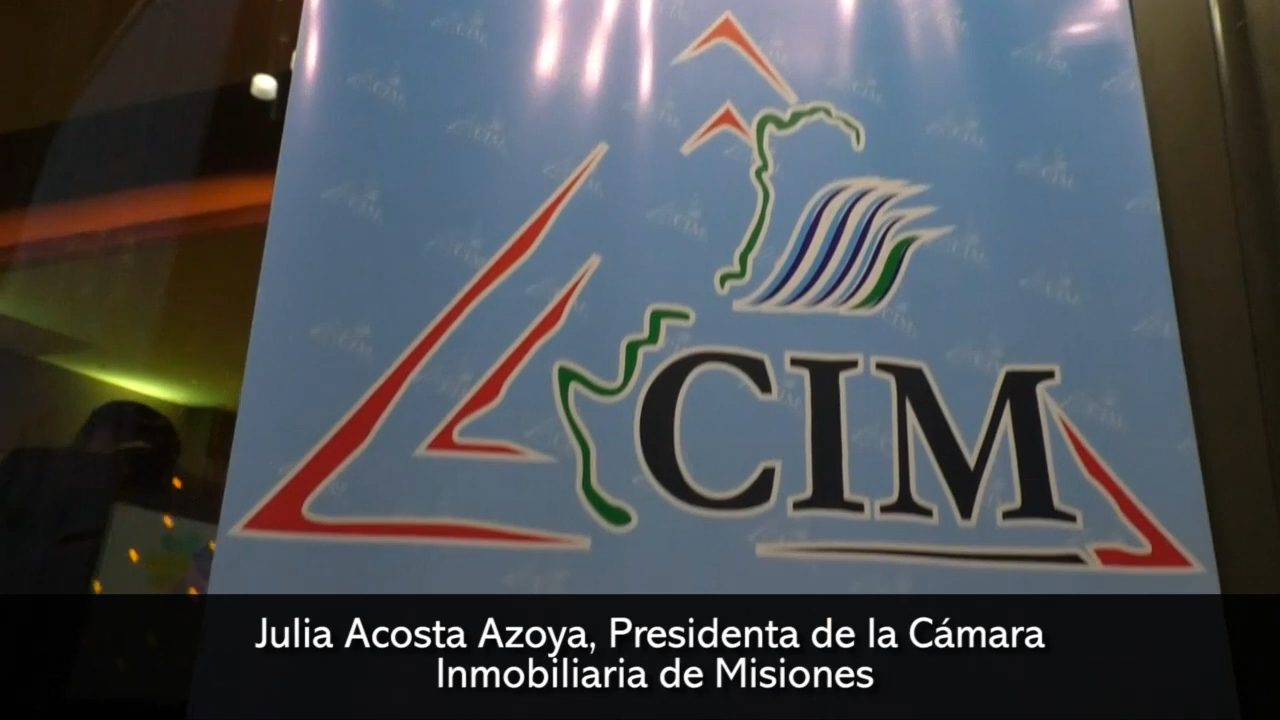 CIM
Julia Acosta Azoya, Presidenta de la Cámara
Inmobiliaria de Misiones